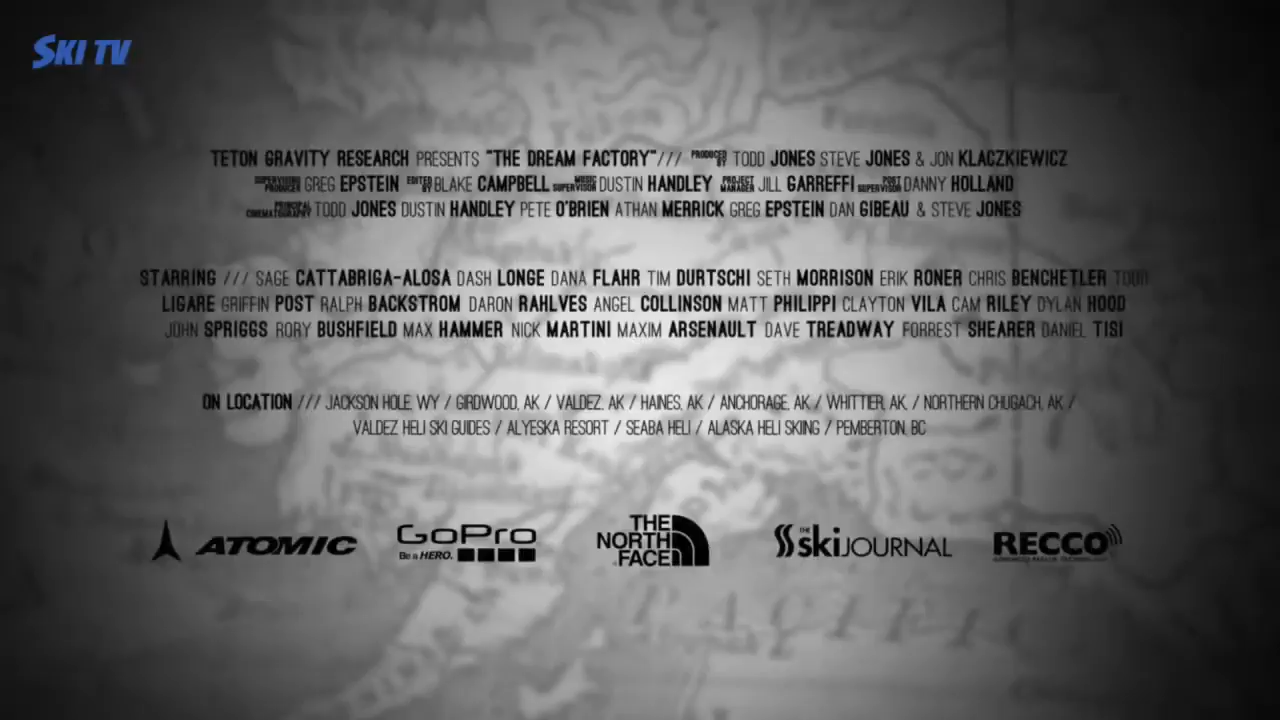 SKI TV
TETON GRAVITY RESEARCH PRESENTS "THE DREAM FACTORY"/// PRODUCED BY TODD JONES STEVE JONES & JON KLACZKIEWICZ
SUPERVISING PRODUCER GREG EPSTEIN EDITED BY BLAKE CAMPBELL MUSIC SUPERVISOR DUSTIN HANDLEY PROJECT MANAGER JILL GARREFFI POST SUPERVISOR DANNY HOLLAND
PRINCIPAL CINEMATOGRAPHY TODD JONES DUSTIN HANDLEY PETE O'BRIEN ATHAN MERRICK GREG EPSTEIN DAN GIBEAU & STEVE JONES
STARRING /// SAGE CATTABRIGA-ALOSA DASH LONGE DANA FLAHR TIM DURTSCHI SETH MORRISON ERIK RONER CHRIS BENCHETLER TODD
LIGARE GRIFFIN POST RALPH BACKSTROM DARON RAHLVES ANGEL COLLINSON MATT PHILIPPI CLAYTON VILA CAM RILEY DYLAN HOOD
JOHN SPRIGGS RORY BUSHFIELD MAX HAMMER NICK MARTINI MAXIM ARSENAULT DAVE TREADWAY FORREST SHEARER DANIEL TISI
ON LOCATION /// JACKSON HOLE, WY / GIRDWOOD, AK / VALDEZ, AK / HAINES, AK / ANCHORAGE, AK / WHITTIER, AK, / NORTHERN CHUGACH, AK /
VALDEZ HELI SKI GUIDES / ALYESKA RESORT / SEABA HELI / ALASKA HELI SKIING / PEMBERTON, BC
ATOMIC
GoPro
Be a HERO.
THE
NORTH
FACE
THE skiJOURNAL
RECCO
PACIFI